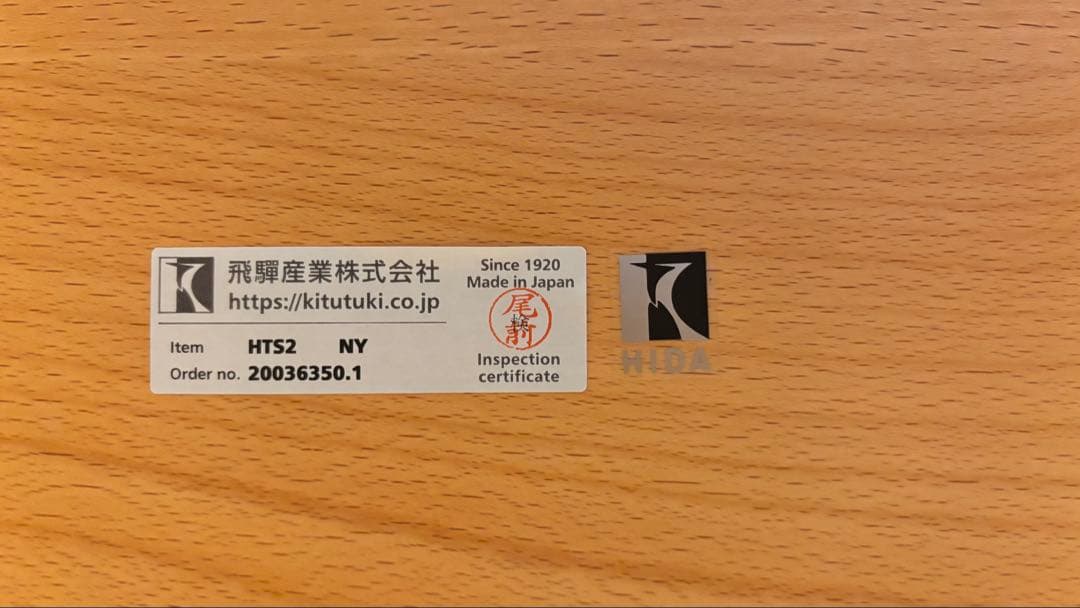 飛驒産業株式会社
https://kitutuki.co.jp
Item HTS2 NY
Order no. 20036350.1
Since 1920
Made in Japan
尾
検
前
Inspection
certificate
HIDA